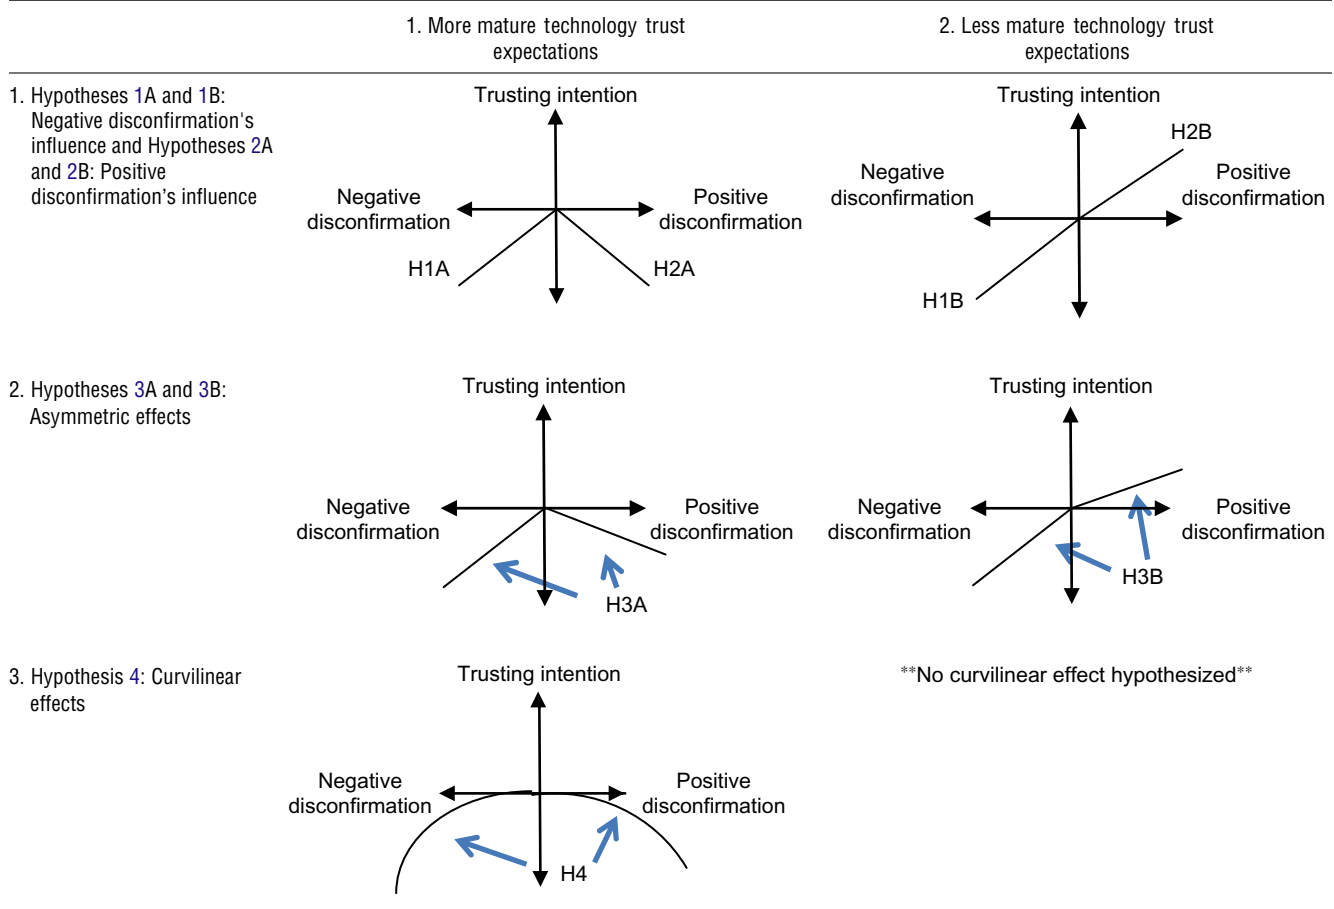 1. More mature technology trust
expectations
2. Less mature technology trust
expectations
1. Hypotheses 1A and 1B:
Negative disconfirmation's
influence and Hypotheses 2A
and 2B: Positive
disconfirmation’s influence
Trusting intention
Negative
disconfirmation
Positive
disconfirmation
H1A
H2A
Trusting intention
H2B
Negative
disconfirmation
Positive
disconfirmation
H1B
2. Hypotheses 3A and 3B:
Asymmetric effects
Trusting intention
Negative
disconfirmation
Positive
disconfirmation
H3A
Trusting intention
Negative
disconfirmation
Positive
disconfirmation
H3B
3. Hypothesis 4: Curvilinear
effects
Trusting intention
Negative
disconfirmation
Positive
disconfirmation
H4
**No curvilinear effect hypothesized**